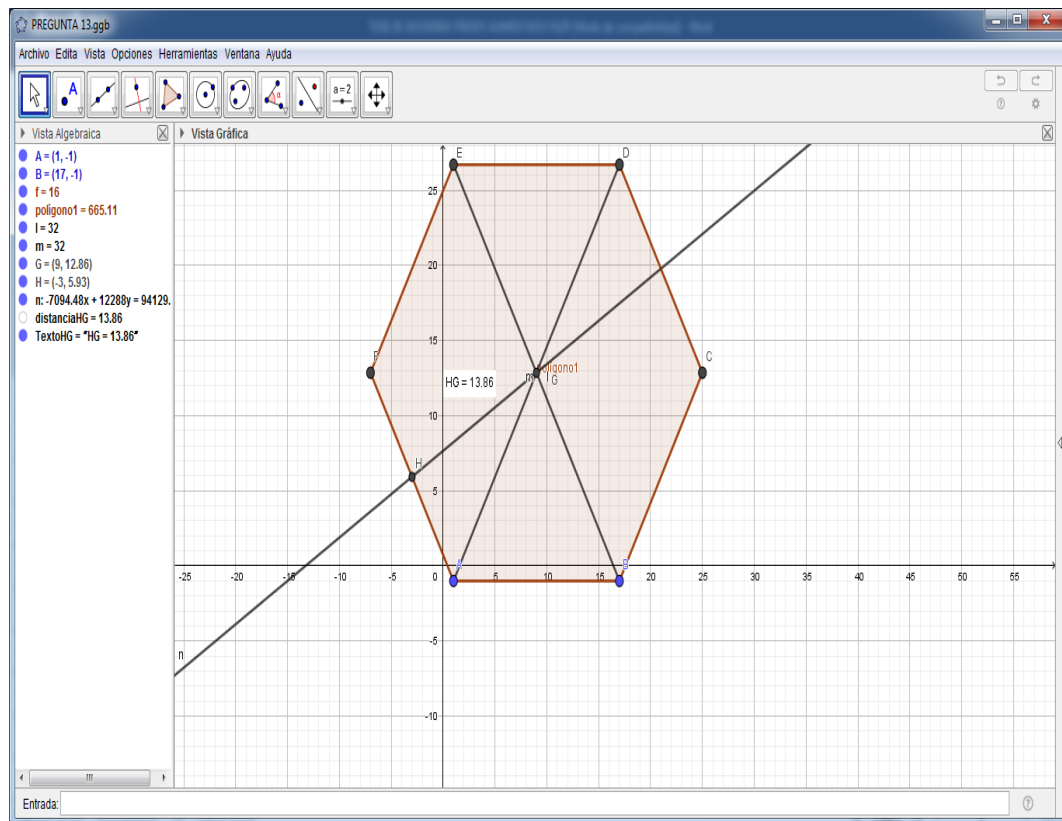 PREGUNTA 13.ggb
Archivo Edita Vista Opciones Herramientas Ventana Ayuda
A
α
a = 2
Vista Algebraica
Vista Gráfica
A = (1, -1)
B = (17, -1)
f = 16
polígono1 = 665.11
l = 32
m = 32
G = (9, 12.86)
H = (-3, 5.93)
n: -7094.48x + 12288y = 94129.
distanciaHG = 13.86
TextoHG = "HG = 13.86"
E
D
25
20
15
F
C
polígono1
m
l
G
HG = 13.86
10
H
5
A
B
-25 -20 -15 -10 -5 0 5 10 15 20 25 30 35 40 45 50 55
-5
n
-10
Entrada: